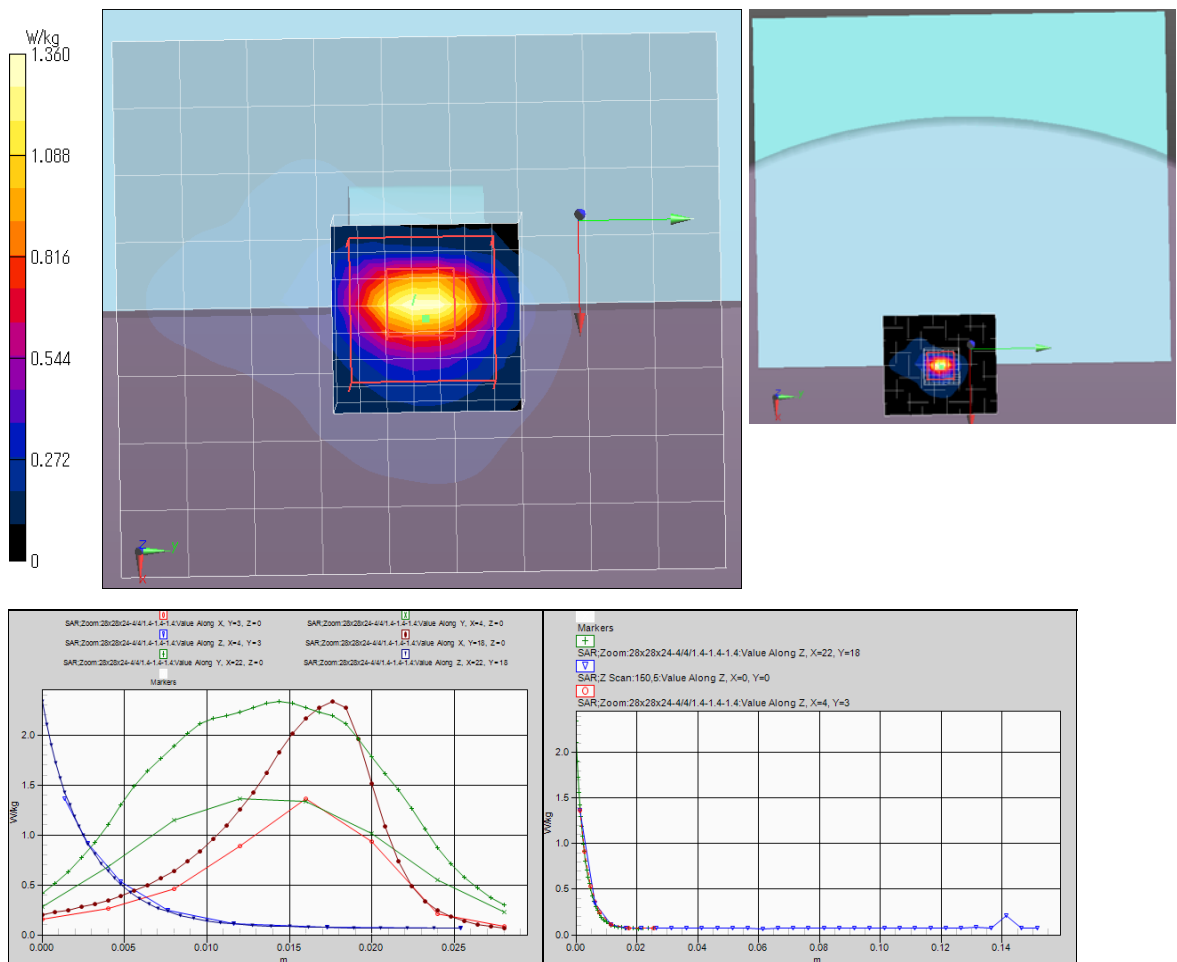 W/kg
1.360
1.088
0.816
0.544
0.272
0
Z
y
X
Z
y
X
SAR;Zoom:28x28x24-4/4/1.4-1.4-1.4:Value Along X, Y=3, Z=0
SAR;Zoom:28x28x24-4/4/1.4-1.4-1.4:Value Along Y, X=4, Z=0
SAR;Zoom:28x28x24-4/4/1.4-1.4-1.4:Value Along Z, X=4, Y=3
SAR;Zoom:28x28x24-4/4/1.4-1.4-1.4:Value Along X, Y=18, Z=0
SAR;Zoom:28x28x24-4/4/1.4-1.4-1.4:Value Along Y, X=22, Z=0
SAR;Zoom:28x28x24-4/4/1.4-1.4-1.4:Value Along Z, X=22, Y=18
Markers
W/kg
2.0
1.5
1.0
0.5
0.0
0.000
0.005
0.010
0.015
0.020
0.025
m
Markers
SAR;Zoom:28x28x24-4/4/1.4-1.4-1.4:Value Along Z, X=22, Y=18
SAR;Z Scan:150,5:Value Along Z, X=0, Y=0
SAR;Zoom:28x28x24-4/4/1.4-1.4-1.4:Value Along Z, X=4, Y=3
W/kg
2.0
1.5
1.0
0.5
0.0
0.00
0.02
0.04
0.06
0.08
0.10
0.12
0.14
m